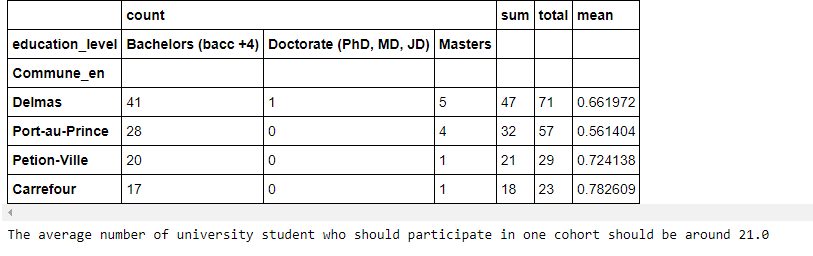 count sum total mean
education_level Bachelors (bacc +4) Doctorate (PhD, MD, JD) Masters
Commune_en
Delmas 41 1 5 47 71 0.661972
Port-au-Prince 28 0 4 32 57 0.561404
Petion-Ville 20 0 1 21 29 0.724138
Carrefour 17 0 1 18 23 0.782609
The average number of university student who should participate in one cohort should be around 21.0